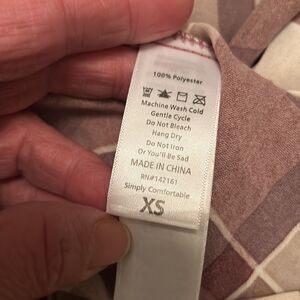 100% Polyester
Machine Wash Cold
Gentle Cycle
Do Not Bleach
Hang Dry
Do Not Iron
Or You'll Be Sad
MADE IN CHINA
RN#142161
Simply Comfortable
XS